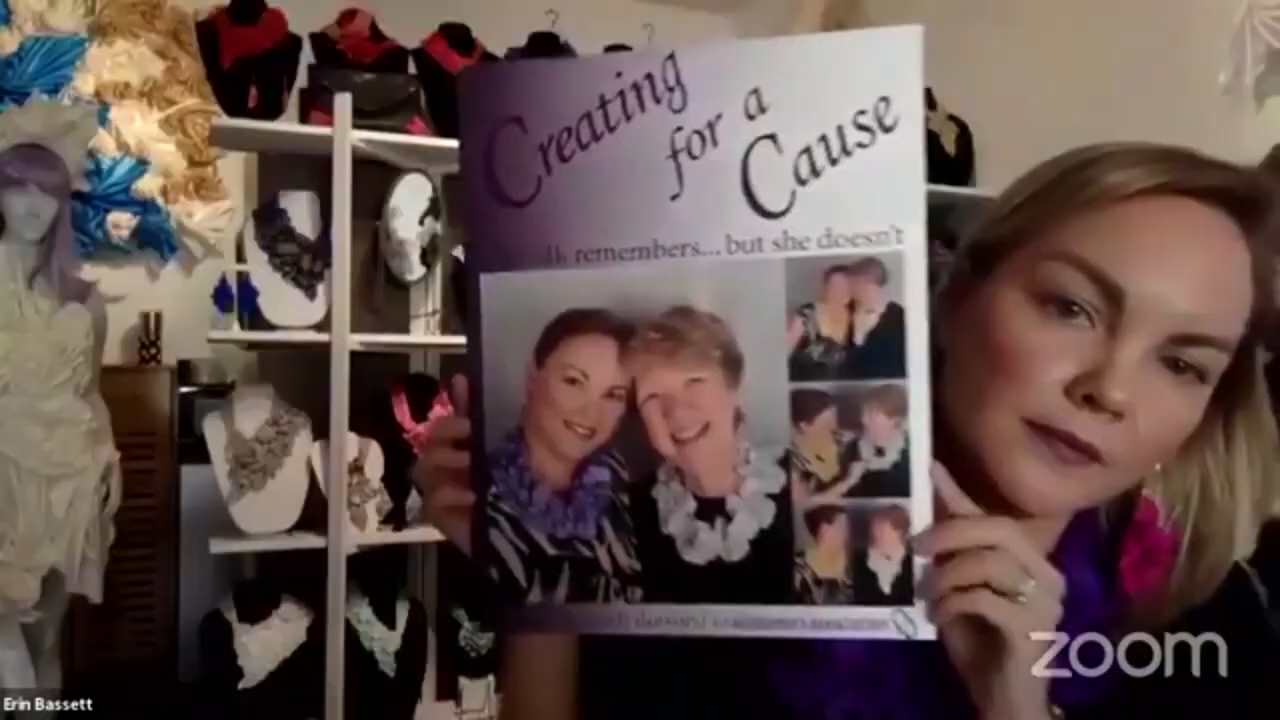 Creating
for a
Cause
remembers... but she doesn't
zoom
Erin Bassett